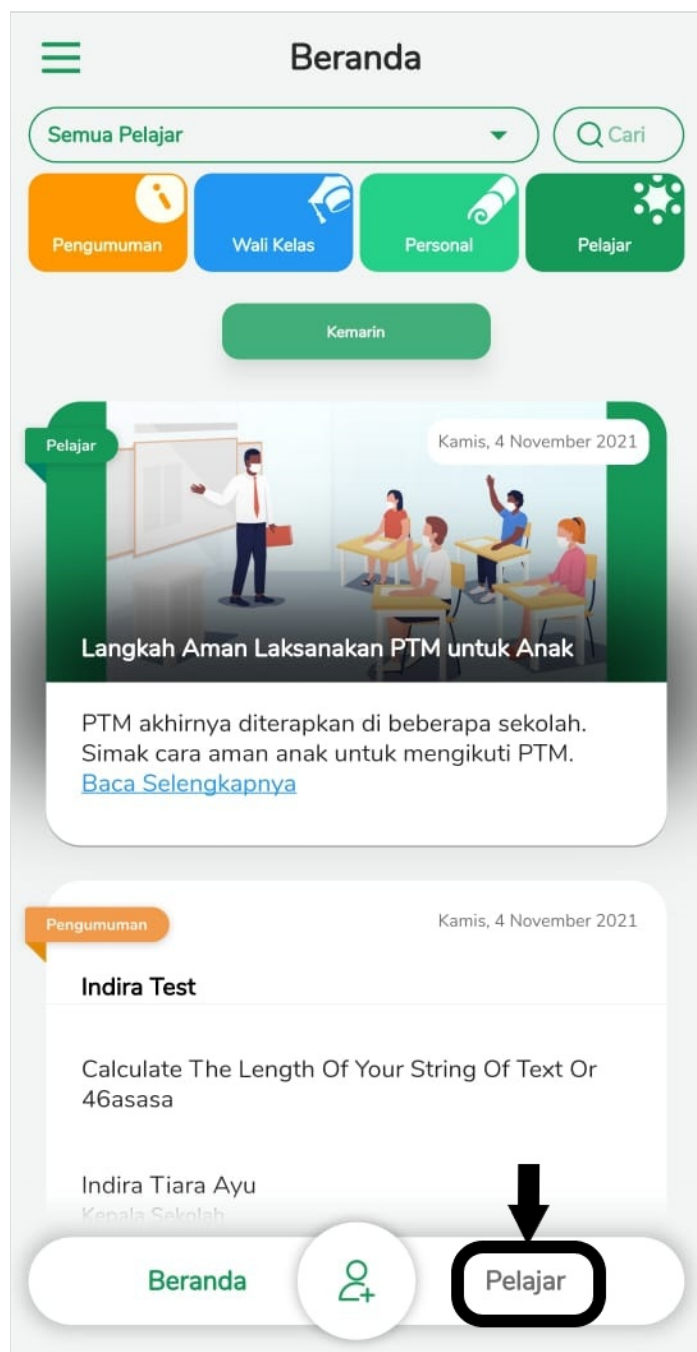 Beranda
Semua Pelajar
Cari
Pengumuman
Wali Kelas
Personal
Pelajar
Kemarin
Pelajar
Kamis, 4 November 2021
Langkah Aman Laksanakan PTM untuk Anak
PTM akhirnya diterapkan di beberapa sekolah.
Simak cara aman anak untuk mengikuti PTM.
Baca Selengkapnya
Pengumuman
Kamis, 4 November 2021
Indira Test
Calculate The Length Of Your String Of Text Or
46asasa
Indira Tiara Ayu
Kepala Sekolah
Beranda
Pelajar